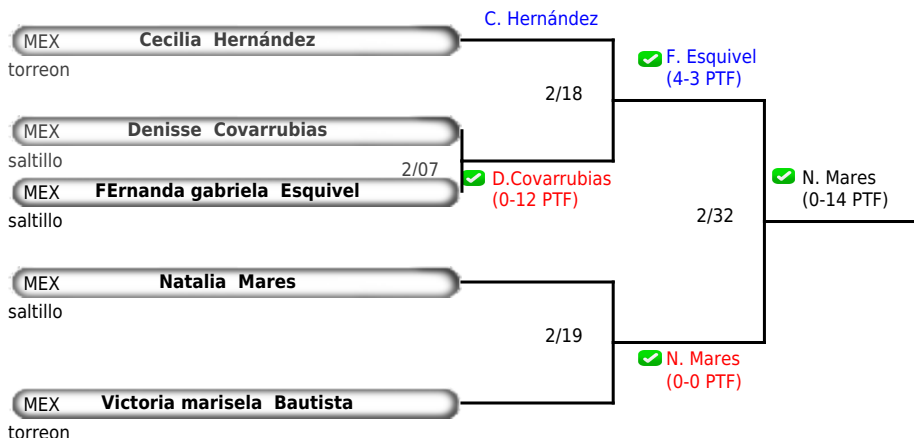 C. Hernández
MEX Cecilia Hernández
torreon
F. Esquivel
(4-3 PTF)
2/18
MEX Denisse Covarrubias
saltillo
2/07
D.Covarrubias
(0-12 PTF)
MEX FErnanda gabriela Esquivel
saltillo
N. Mares
(0-14 PTF)
2/32
MEX Natalia Mares
saltillo
2/19
N. Mares
(0-0 PTF)
MEX Victoria marisela Bautista
torreon